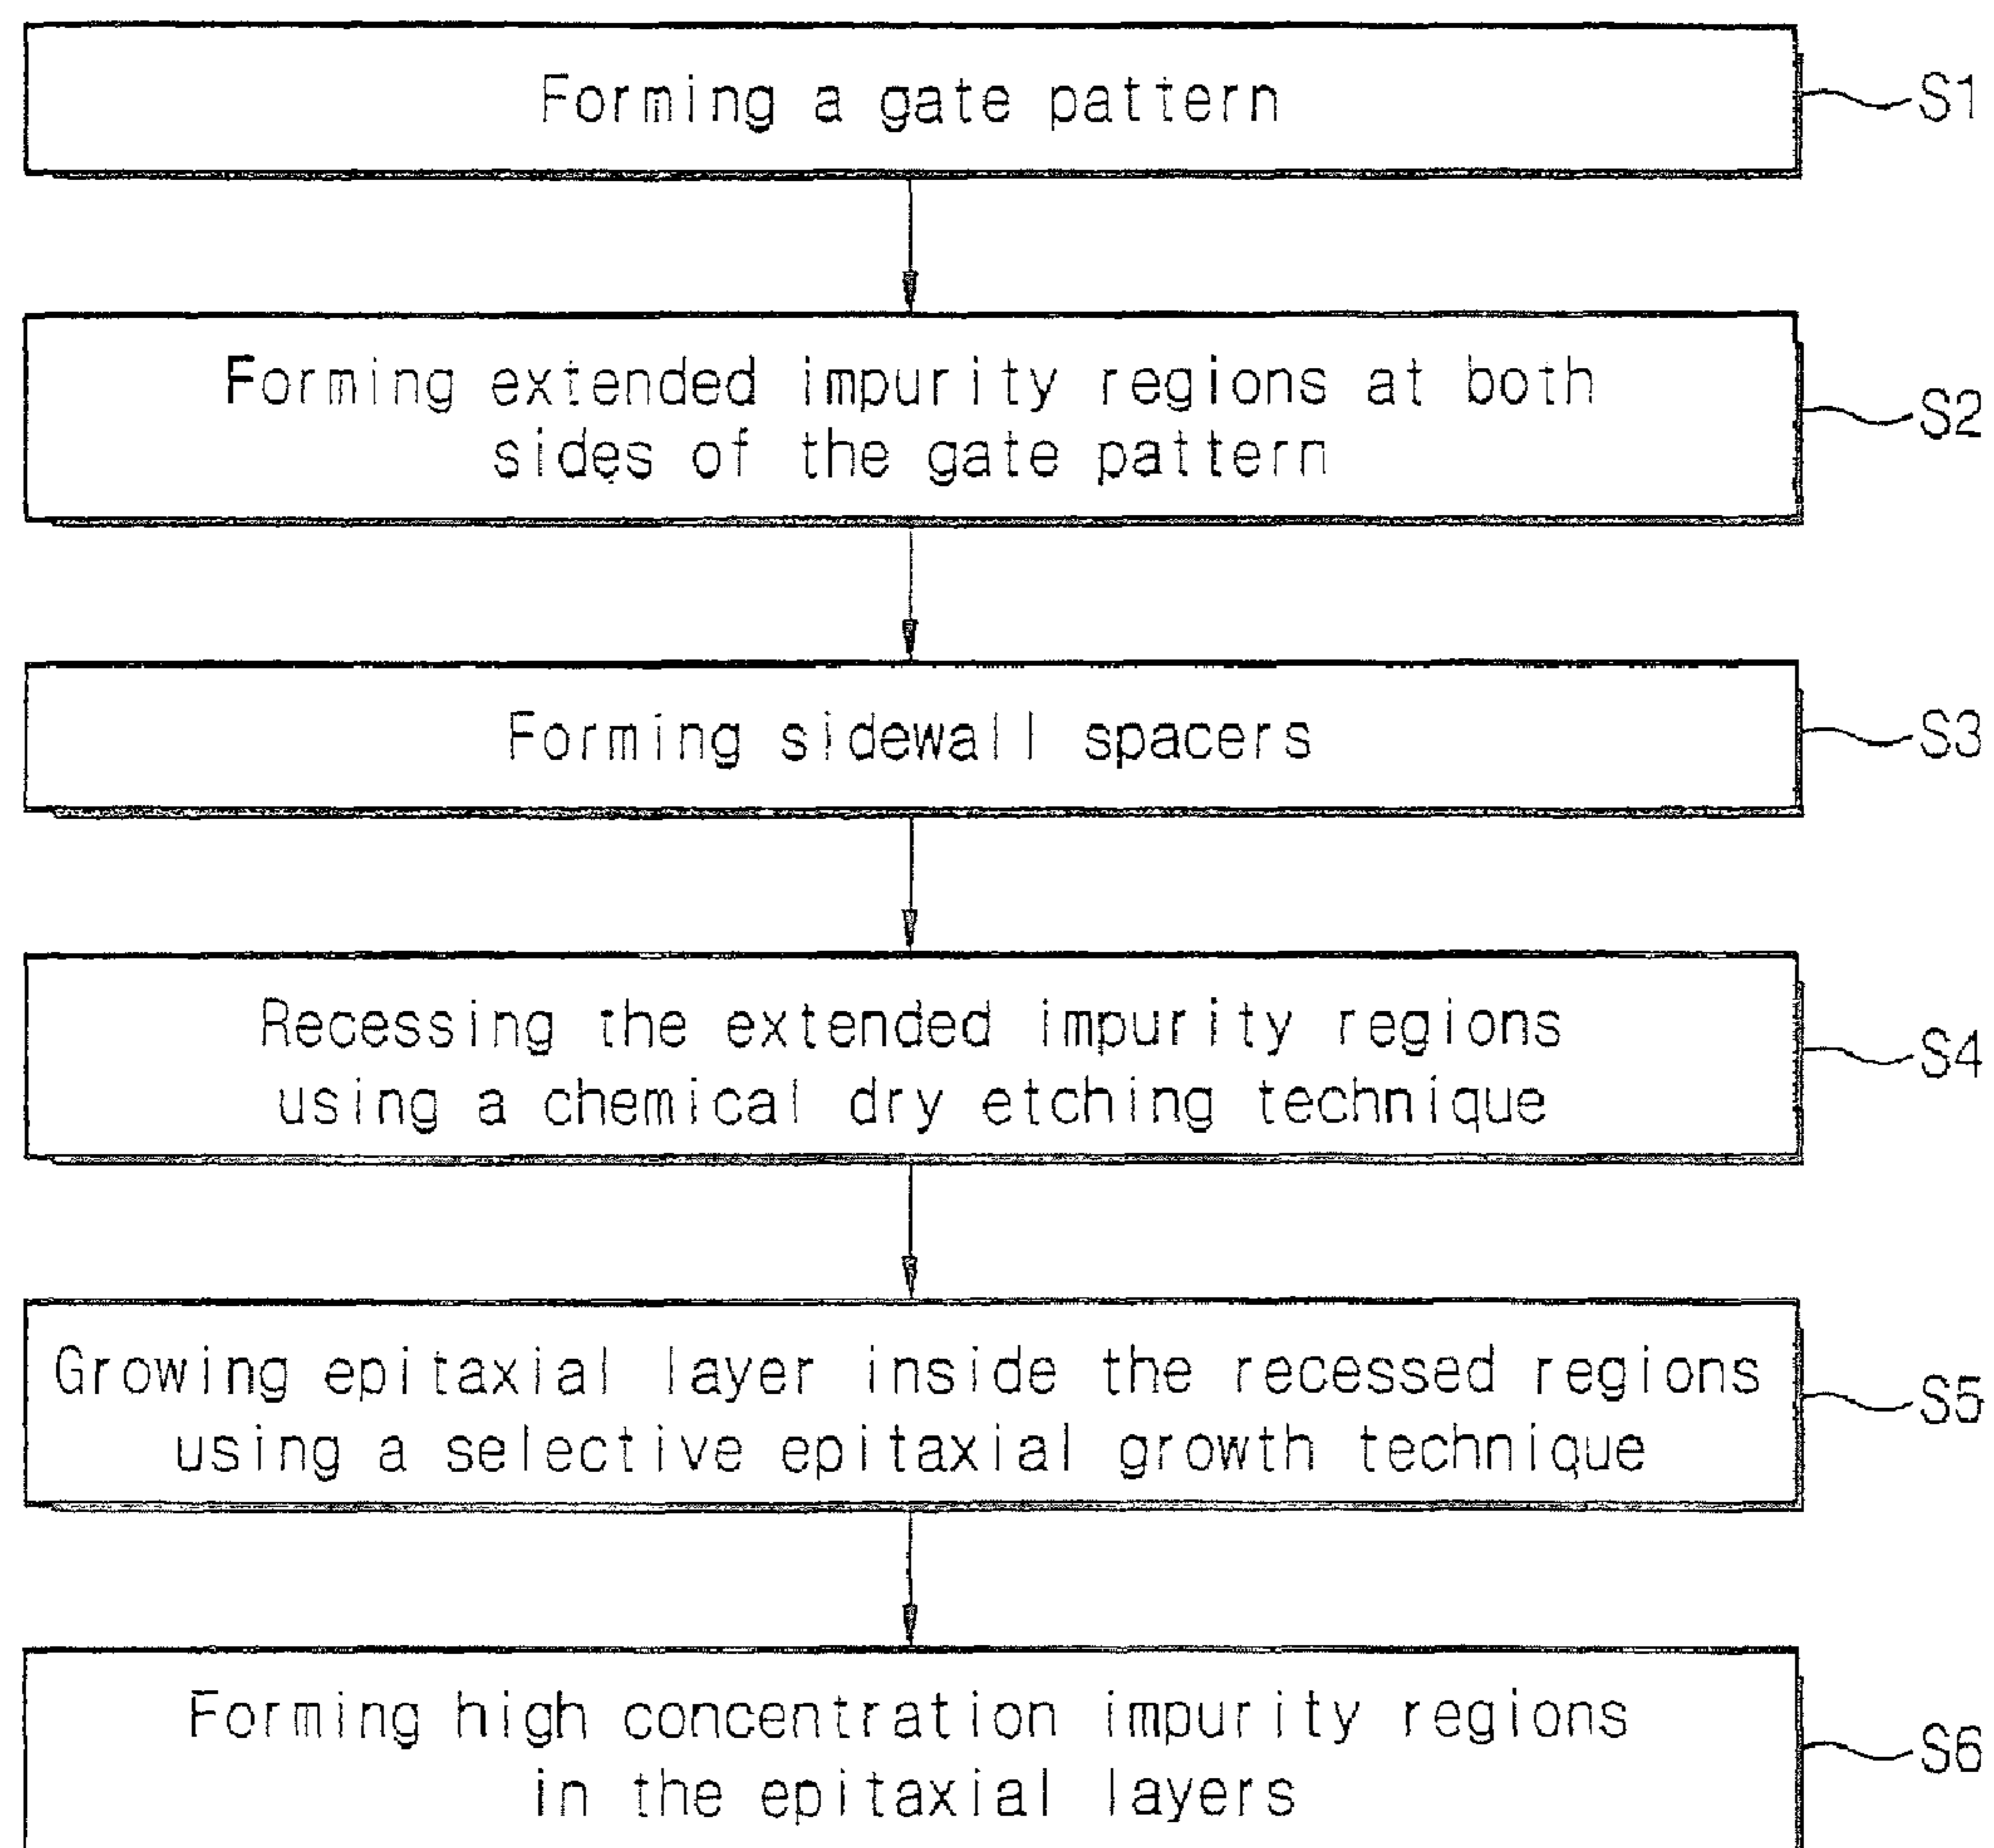 Forming a gate pattern
S1
Forming extended impurity regions at both
sides of the gate pattern
S2
Forming sidewall spacers
S3
Recessing the extended impurity regions
using a chemical dry etching technique
S4
Growing epitaxial layer inside the recessed regions
using a selective epitaxial growth technique
S5
Forming high concentration impurity regions
in the epitaxial layers
S6